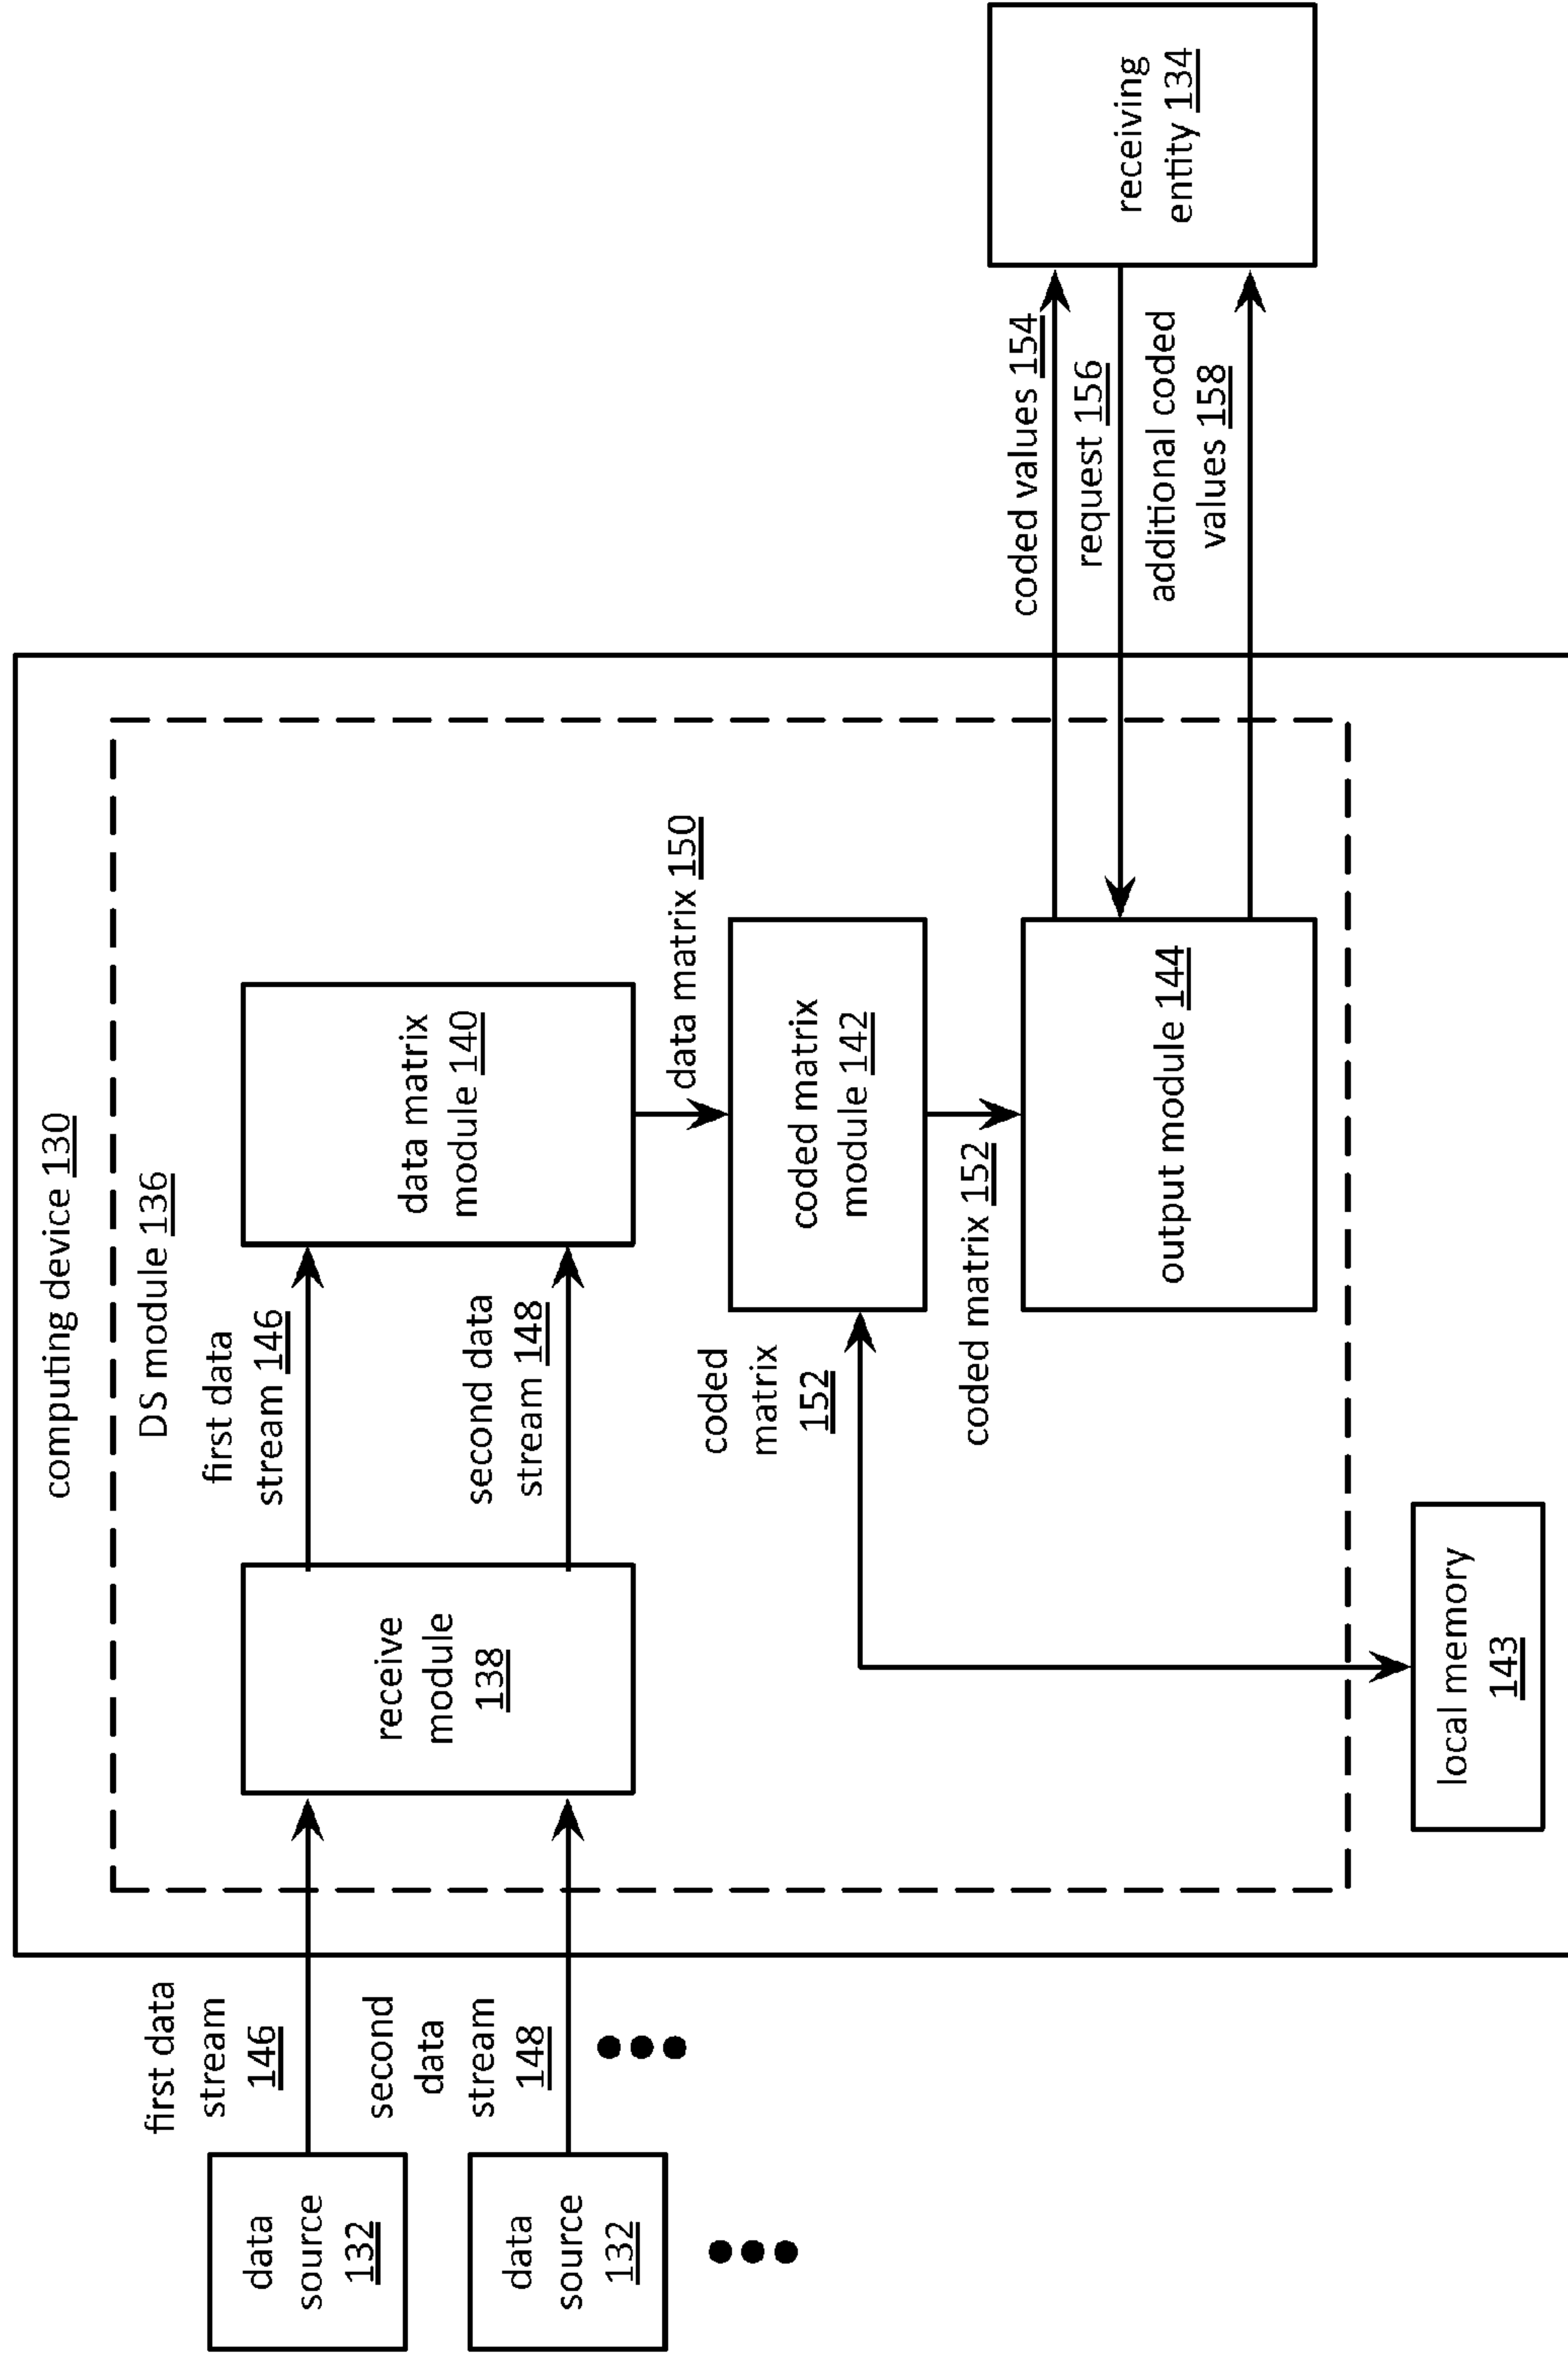 computing device 130
DS module 136
first data
stream 146
second
data
stream
148
data
source
132
data
source
132
receive
module
138
first data
stream 146
second data
stream 148
data matrix
module 140
data matrix 150
coded
matrix
152
coded matrix
module 142
coded matrix 152
output module 144
local memory
143
coded values 154
request 156
additional coded
values 158
receiving
entity 134